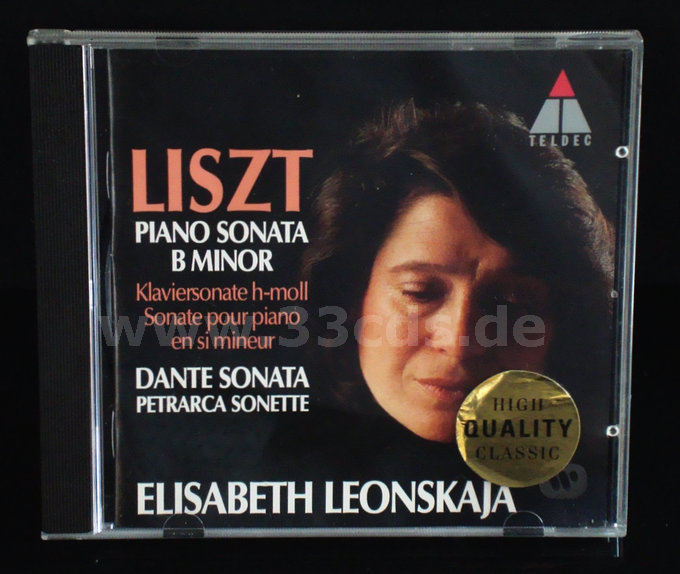 TELDEC
LISZT
PIANO SONATA
B MINOR
Klaviersonate h-moll
Sonate pour piano
en si mineur
www.33cds.de
DANTE SONATA
PETRARCA SONETTE
HIGH
QUALITY
CLASSIC
ELISABETH LEONSKAJA